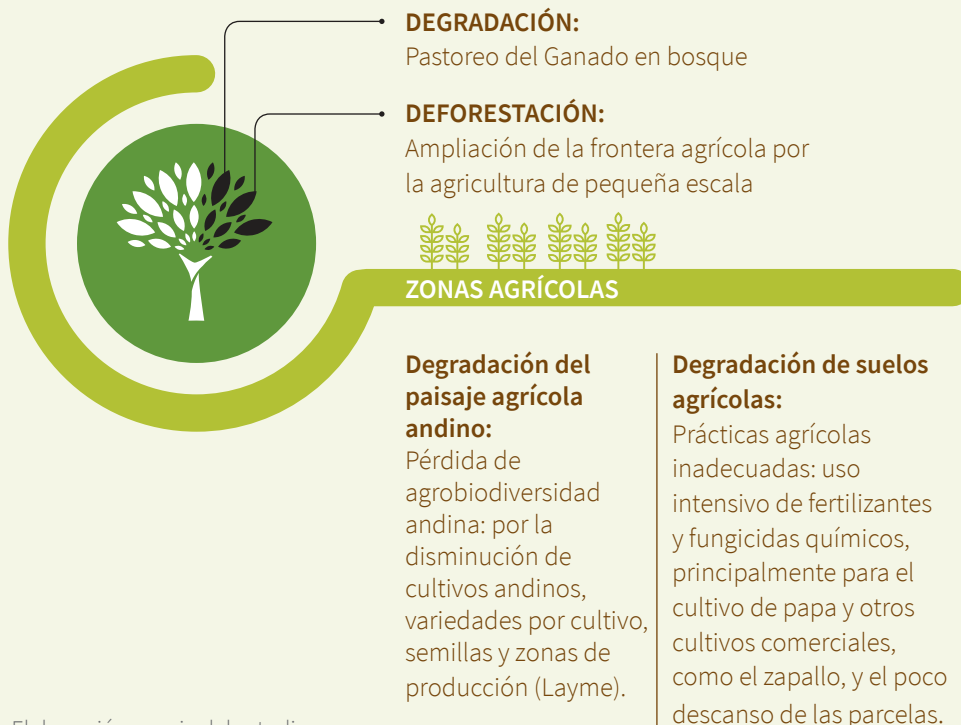 DEGRADACIÓN:
Pastoreo del Ganado en bosque
DEFORESTACIÓN:
Ampliación de la frontera agrícola por
la agricultura de pequeña escala
ZONAS AGRÍCOLAS
Degradación del
paisaje agrícola
andino:
Pérdida de
agrobiodiversidad
andina: por la
disminución de
cultivos andinos,
variedades por cultivo,
semillas y zonas de
producción (Layme).
Degradación de suelos
agrícolas:
Prácticas agrícolas
inadecuadas: uso
intensivo de fertilizantes
y fungicidas químicos,
principalmente para el
cultivo de papa y otros
cultivos comerciales,
como el zapallo, y el poco
descanso de las parcelas.